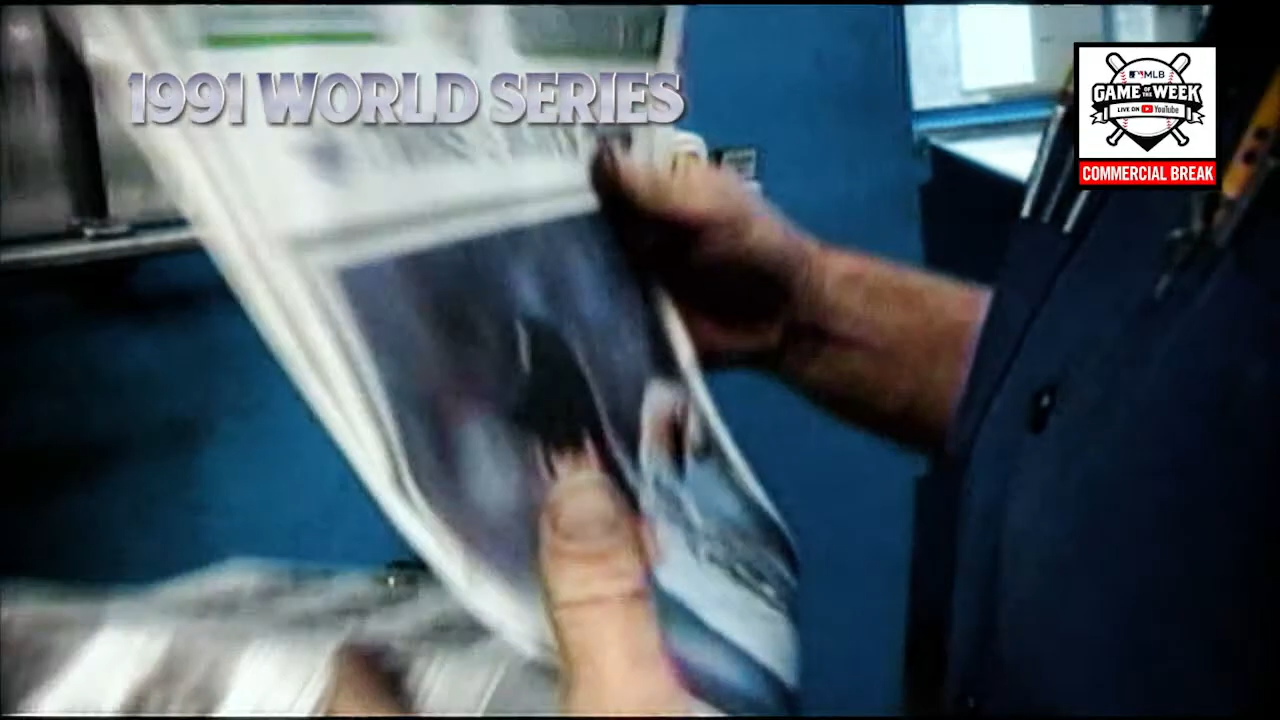 1991 WORLD SERIES
MLB
GAME OF THE WEEK
LIVE ON YouTube
COMMERCIAL BREAK